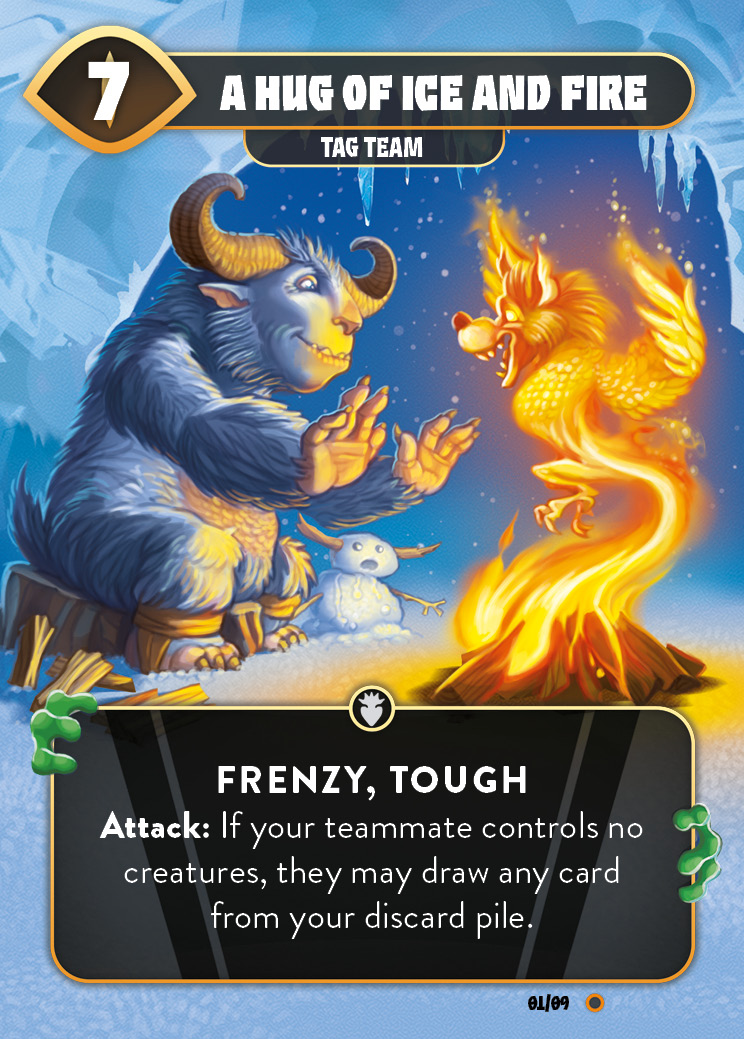 7
A HUG OF ICE AND FIRE
TAG TEAM
FRENZY, TOUGH
Attack: If your teammate controls no
creatures, they may draw any card
from your discard pile.
01/09